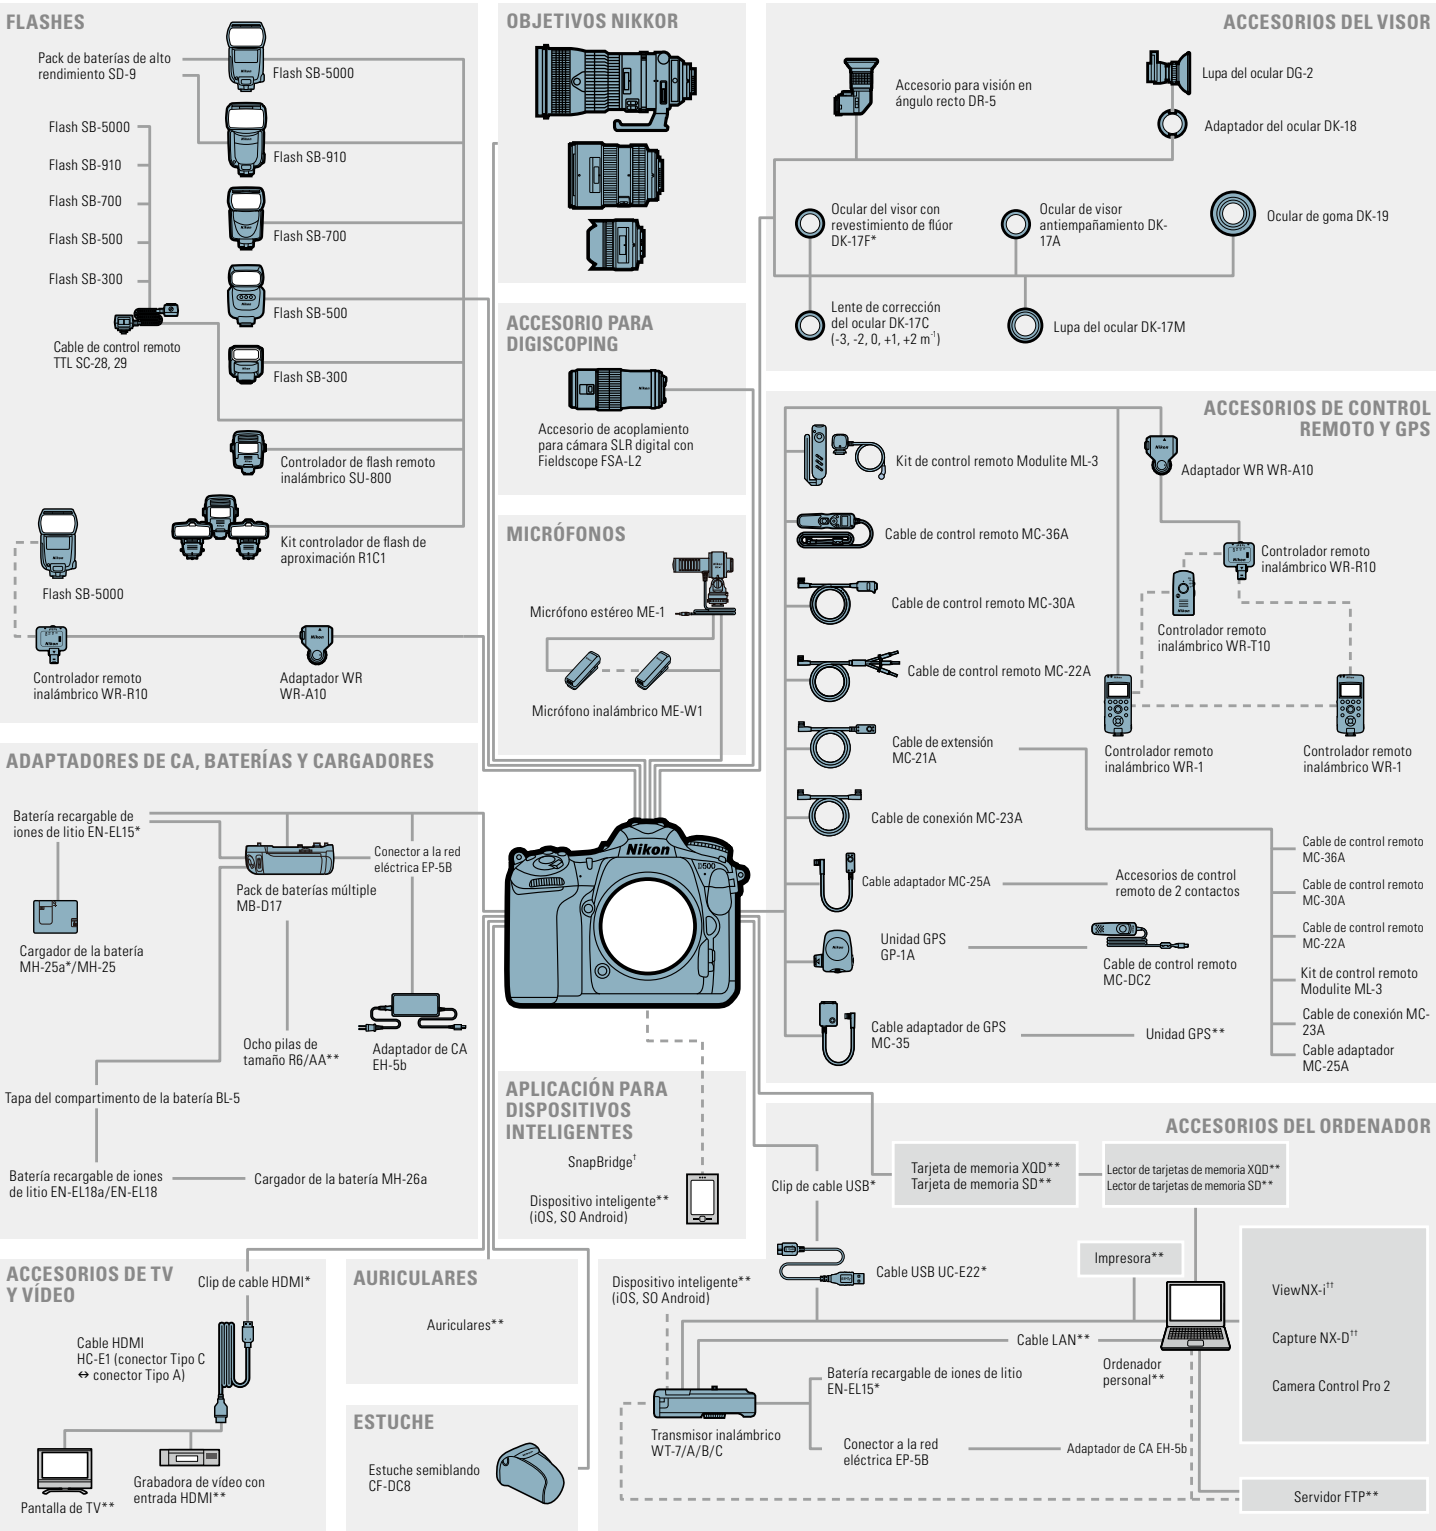 FLASHES
Pack de baterías de alto
rendimiento SD-9
Flash SB-5000
Flash SB-5000
Flash SB-910
Flash SB-910
Flash SB-700
Flash SB-700
Flash SB-500
Flash SB-300
Flash SB-500
Cable de control remoto
TTL SC-28, 29
Flash SB-300
Controlador de flash remoto
inalámbrico SU-800
Kit controlador de flash de
aproximación R1C1
Flash SB-5000
Controlador remoto
inalámbrico WR-R10
Adaptador WR
WR-A10
OBJETIVOS NIKKOR
ACCESORIO PARA
DIGISCOPING
Accesorio de acoplamiento
para cámara SLR digital con
Fieldscope FSA-L2
MICRÓFONOS
Micrófono estéreo ME-1
Micrófono inalámbrico ME-W1
ACCESORIOS DEL VISOR
Accesorio para visión en
ángulo recto DR-5
Lupa del ocular DG-2
Adaptador del ocular DK-18
Ocular del visor con
revestimiento de flúor
DK-17F*
Ocular de visor
antiempañamiento DK-
17A
Ocular de goma DK-19
Lente de corrección
del ocular DK-17C
(-3, -2, 0, +1, +2 m⁻¹)
Lupa del ocular DK-17M
ACCESORIOS DE CONTROL
REMOTO Y GPS
Kit de control remoto Modulite ML-3
Adaptador WR WR-A10
Cable de control remoto MC-36A
Controlador remoto
inalámbrico WR-R10
Cable de control remoto MC-30A
Controlador remoto
inalámbrico WR-T10
Cable de control remoto MC-22A
Cable de extensión
MC-21A
Controlador remoto
inalámbrico WR-1
Controlador remoto
inalámbrico WR-1
Cable de conexión MC-23A
Cable adaptador MC-25A
Accesorios de control
remoto de 2 contactos
Unidad GPS
GP-1A
Cable de control remoto
MC-DC2
Cable adaptador de GPS
MC-35
Unidad GPS**
Cable de control remoto
MC-36A
Cable de control remoto
MC-30A
Cable de control remoto
MC-22A
Kit de control remoto
Modulite ML-3
Cable de conexión MC-
23A
Cable adaptador
MC-25A
ADAPTADORES DE CA, BATERÍAS Y CARGADORES
Batería recargable de
iones de litio EN-EL15*
Conector a la red
eléctrica EP-5B
Pack de baterías múltiple
MB-D17
Cargador de la batería
MH-25a*/MH-25
Ocho pilas de
tamaño R6/AA**
Adaptador de CA
EH-5b
Tapa del compartimento de la batería BL-5
Batería recargable de iones
de litio EN-EL18a/EN-EL18
Cargador de la batería MH-26a
Nikon
D500
APLICACIÓN PARA
DISPOSITIVOS
INTELIGENTES
SnapBridge†
Dispositivo inteligente**
(iOS, SO Android)
ACCESORIOS DE TV
Y VÍDEO
Clip de cable HDMI*
Cable HDMI
HC-E1 (conector Tipo C
↔ conector Tipo A)
Pantalla de TV**
Grabadora de vídeo con
entrada HDMI**
AURICULARES
Auriculares**
ESTUCHE
Estuche semiblando
CF-DC8
ACCESORIOS DEL ORDENADOR
Clip de cable USB*
Tarjeta de memoria XQD**
Tarjeta de memoria SD**
Lector de tarjetas de memoria XQD**
Lector de tarjetas de memoria SD**
Dispositivo inteligente**
(iOS, SO Android)
Cable USB UC-E22*
Impresora**
Cable LAN**
Ordenador
personal**
ViewNX-i††
Capture NX-D††
Camera Control Pro 2
Batería recargable de iones de litio
EN-EL15*
Transmisor inalámbrico
WT-7/A/B/C
Conector a la red
eléctrica EP-5B
Adaptador de CA EH-5b
Servidor FTP**